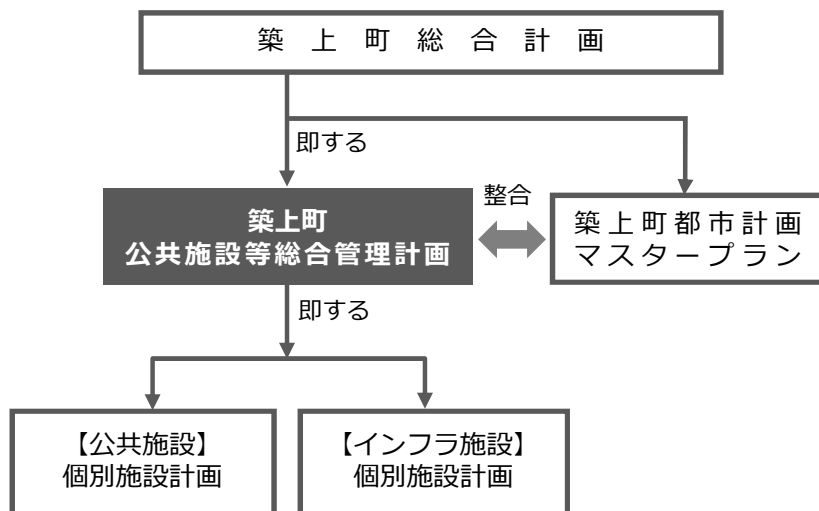 築上町総合計画
即する
築上町
公共施設等総合管理計画
整合
築上町都市計画
マスタープラン
即する
【公共施設】
個別施設計画
【インフラ施設】
個別施設計画